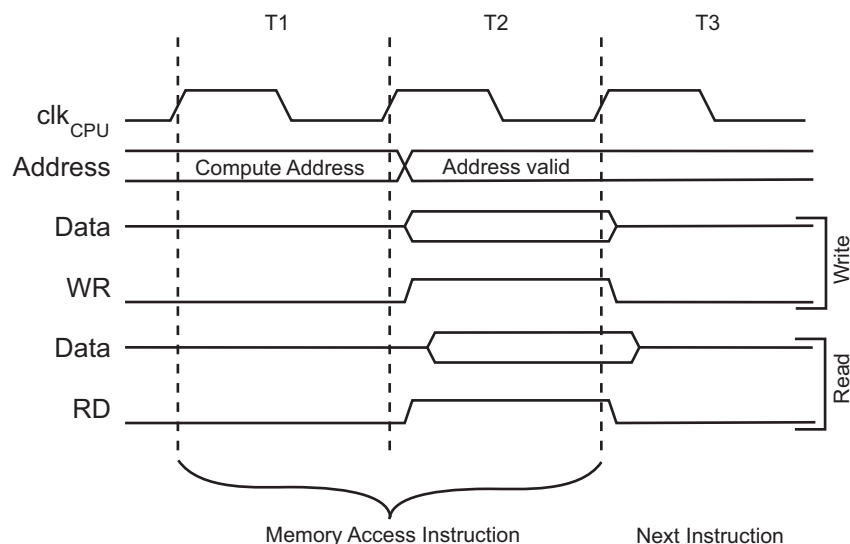 T1 T2 T3
clkCPU
Address Compute Address Address valid
Data
WR
Write
Data
RD
Read
Memory Access Instruction Next Instruction